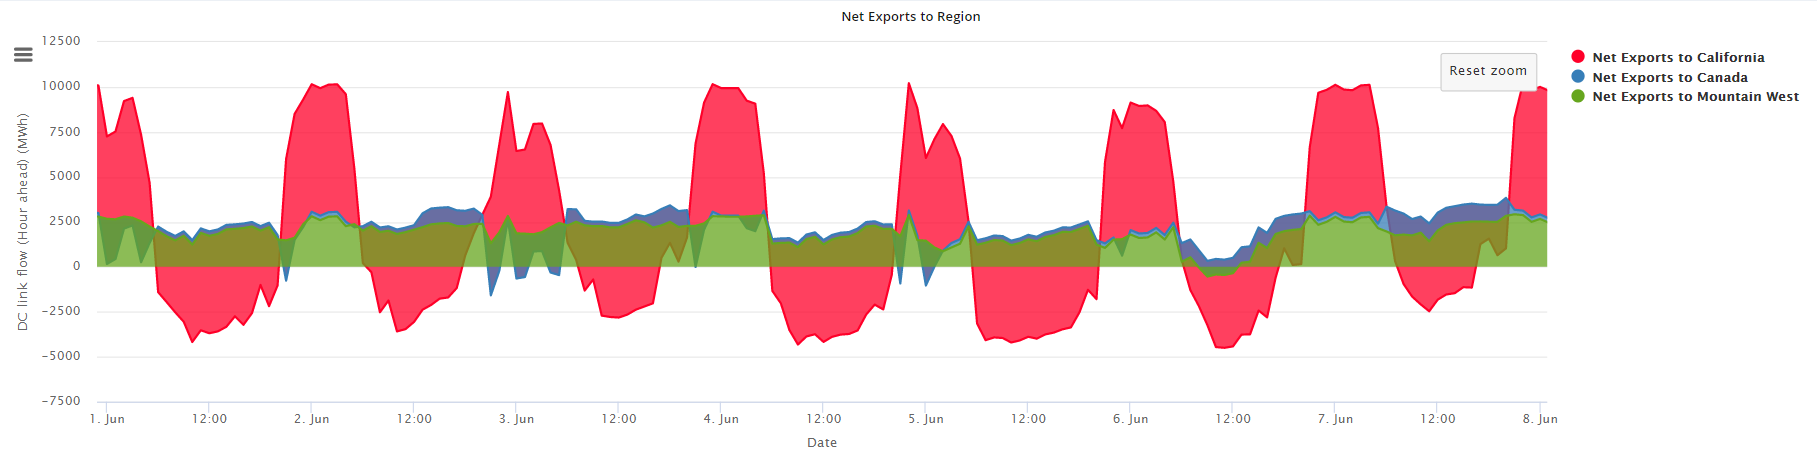 Net Exports to Region
12500
10000
7500
5000
2500
0
−2500
−5000
−7500
DC link flow (Hour ahead) (MWh)
1. Jun
12:00
2. Jun
12:00
3. Jun
12:00
4. Jun
12:00
5. Jun
12:00
6. Jun
12:00
7. Jun
12:00
8. Jun
Date
Reset zoom
Net Exports to California
Net Exports to Canada
Net Exports to Mountain West